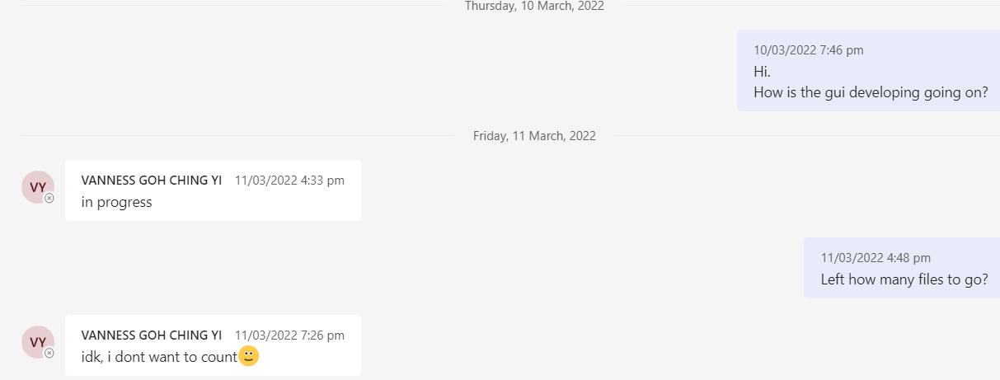 Thursday, 10 March, 2022
10/03/2022 7:46 pm
Hi.
How is the gui developing going on?
Friday, 11 March, 2022
VY
VANNESS GOH CHING YI 11/03/2022 4:33 pm
in progress
11/03/2022 4:48 pm
Left how many files to go?
VY
VANNESS GOH CHING YI 11/03/2022 7:26 pm
idk, i dont want to count🙂